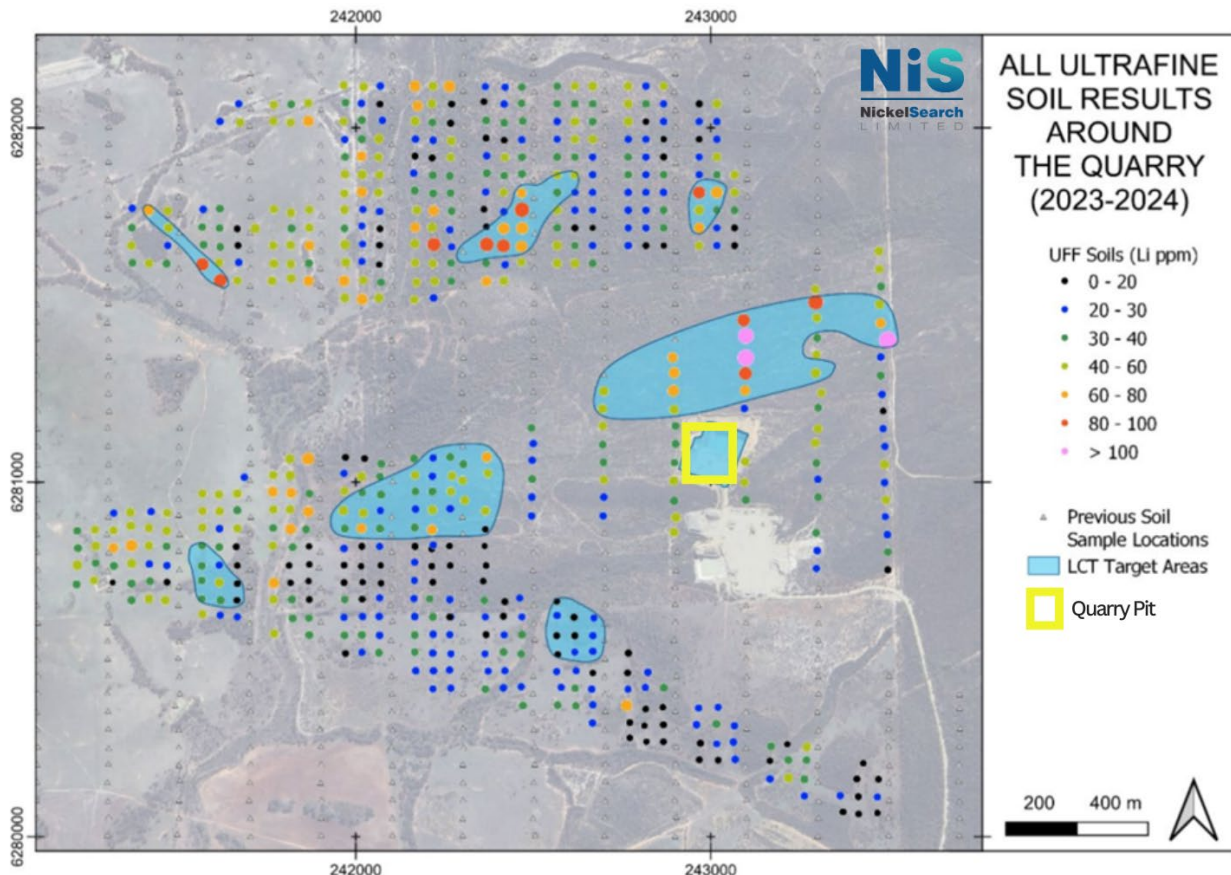 242000
243000
6282000
6281000
6280000
NiS
NickelSearch
LIMITED
242000
243000
ALL ULTRAFINE
SOIL RESULTS
AROUND
THE QUARRY
(2023-2024)
UFF Soils (Li ppm)
0 - 20
20 - 30
30 - 40
40 - 60
60 - 80
80 - 100
> 100
Previous Soil
Sample Locations
LCT Target Areas
Quarry Pit
200
400 m